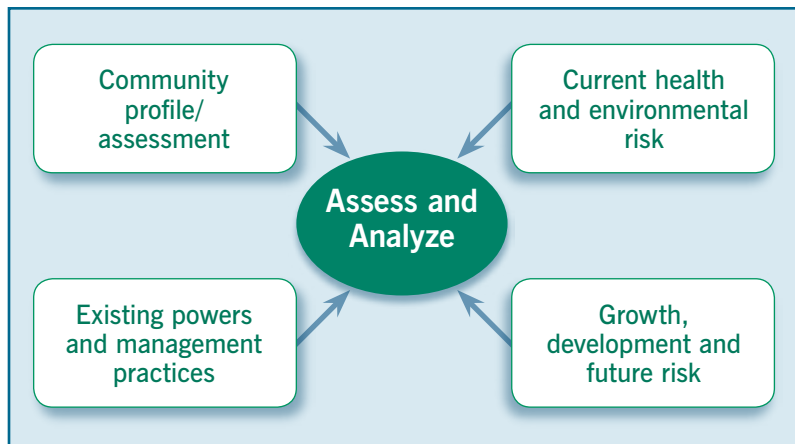 Community
profile/
assessment
Current health
and environmental
risk
Assess and
Analyze
Existing powers
and management
practices
Growth,
development and
future risk